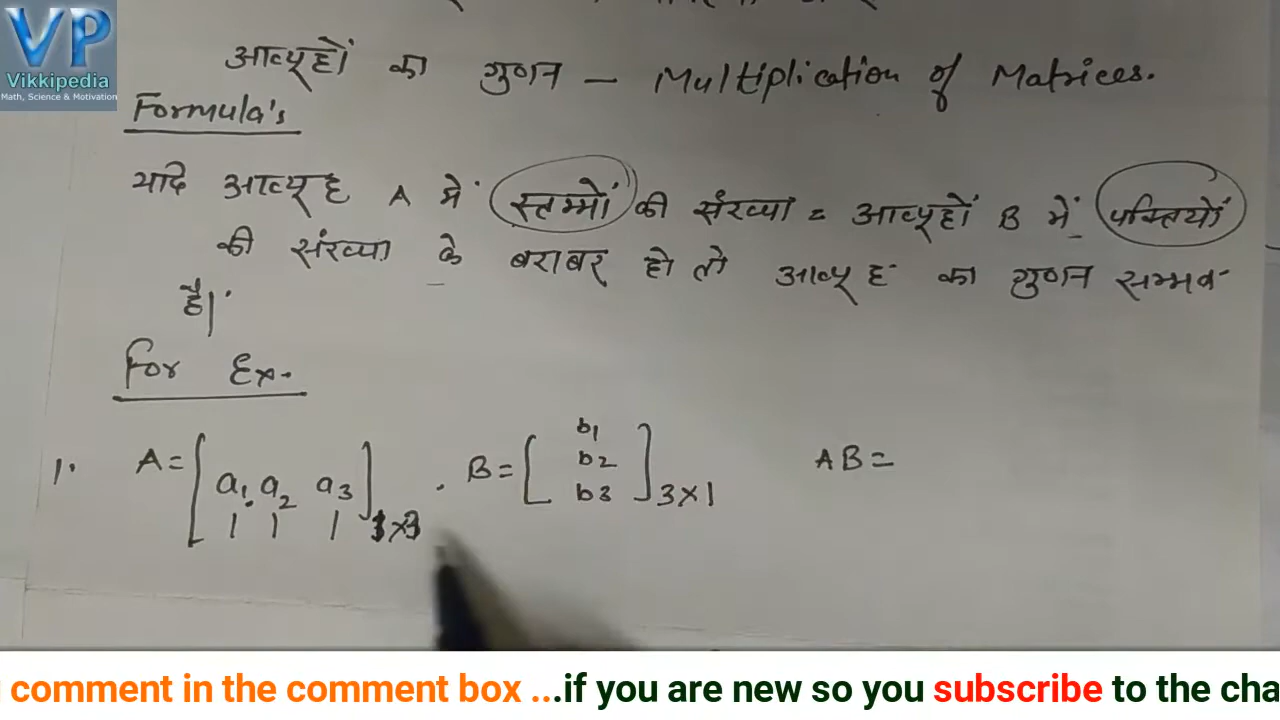 VP
Vikkipedia
Math, Science & Motivation
आव्यूहों का गुणन – Multiplication of Matrices.
Formula's
यदि आव्यूह A में स्तम्भों की संख्या = आव्यूहों B में पंक्तियों
की संख्या के बराबर हो तो आव्यूह का गुणन सम्भव
है।
For Ex.
1. A = [ a1 a2 a3 . B = [ b1 b2 b3 ] 3×1 AB =
1 1 1 ] 1×3
comment in the comment box ...if you are new so you subscribe to the cha